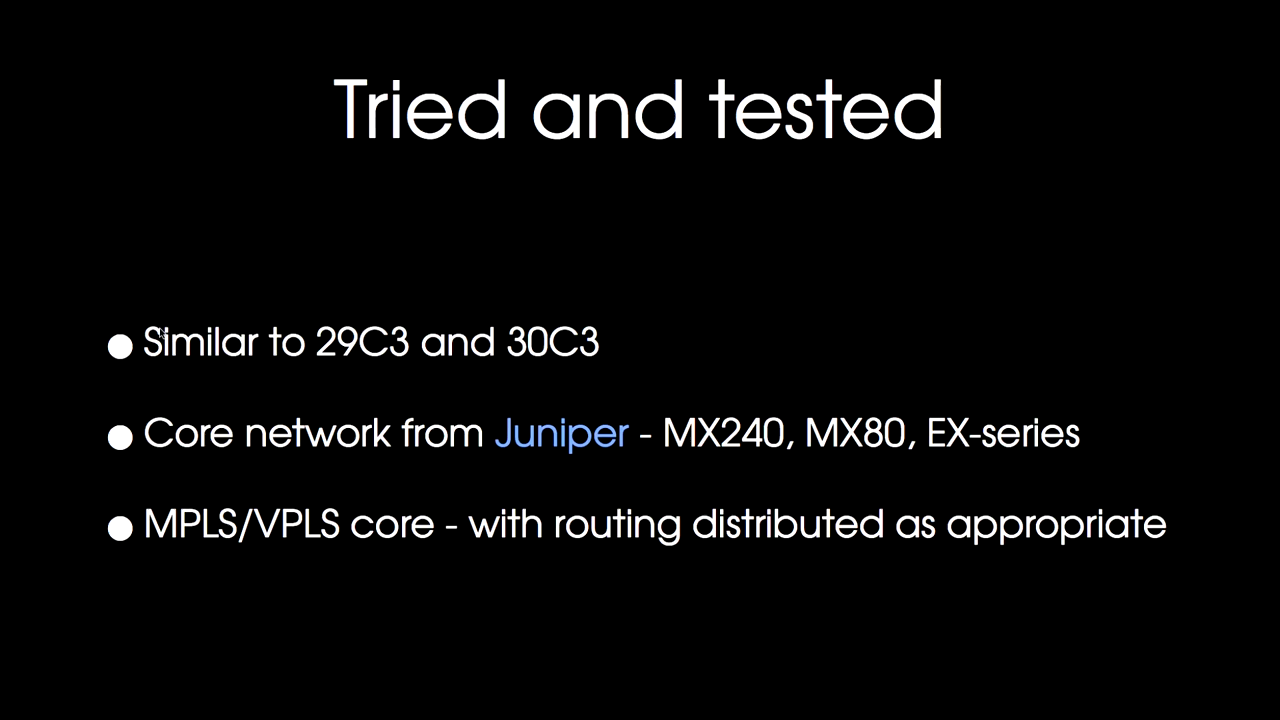 Tried and tested
● Similar to 29C3 and 30C3
● Core network from Juniper - MX240, MX80, EX-series
● MPLS/VPLS core - with routing distributed as appropriate